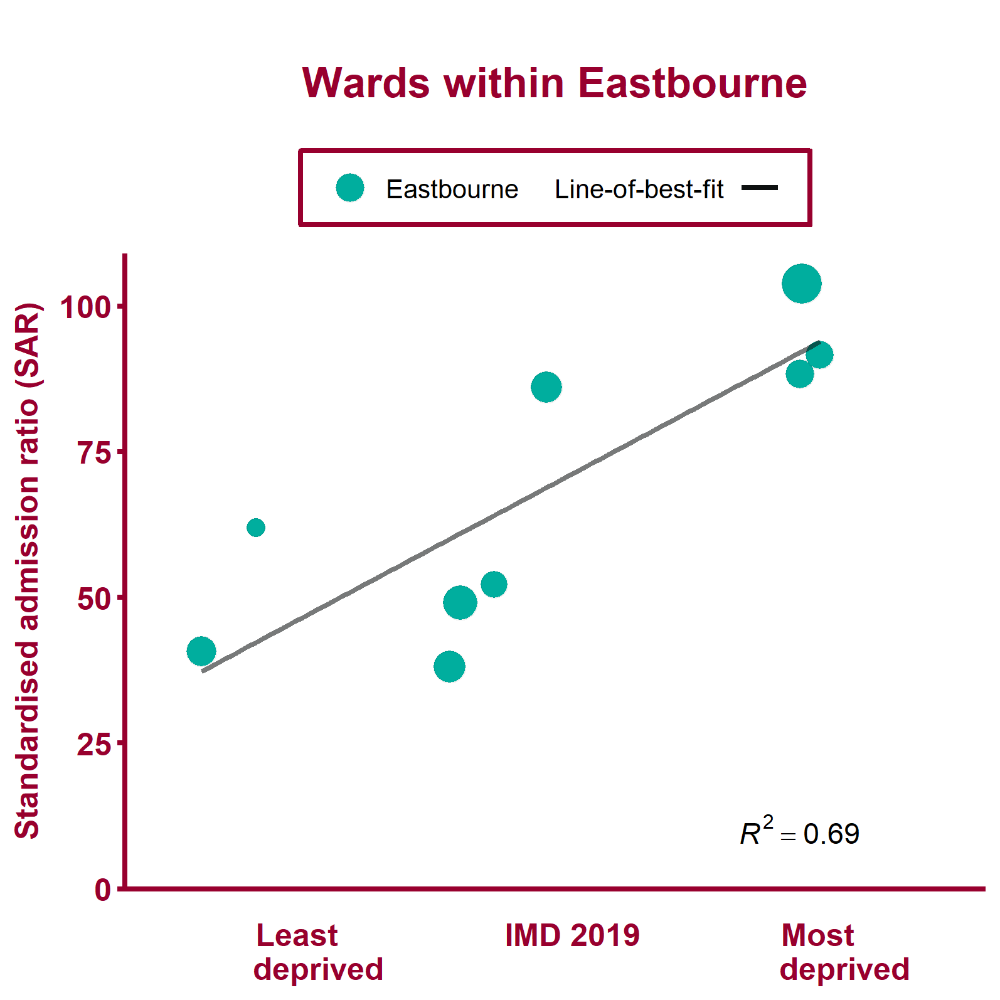 Wards within Eastbourne
Eastbourne Line-of-best-fit
Standardised admission ratio (SAR)
100
75
50
25
0
R² = 0.69
Least deprived
IMD 2019
Most deprived